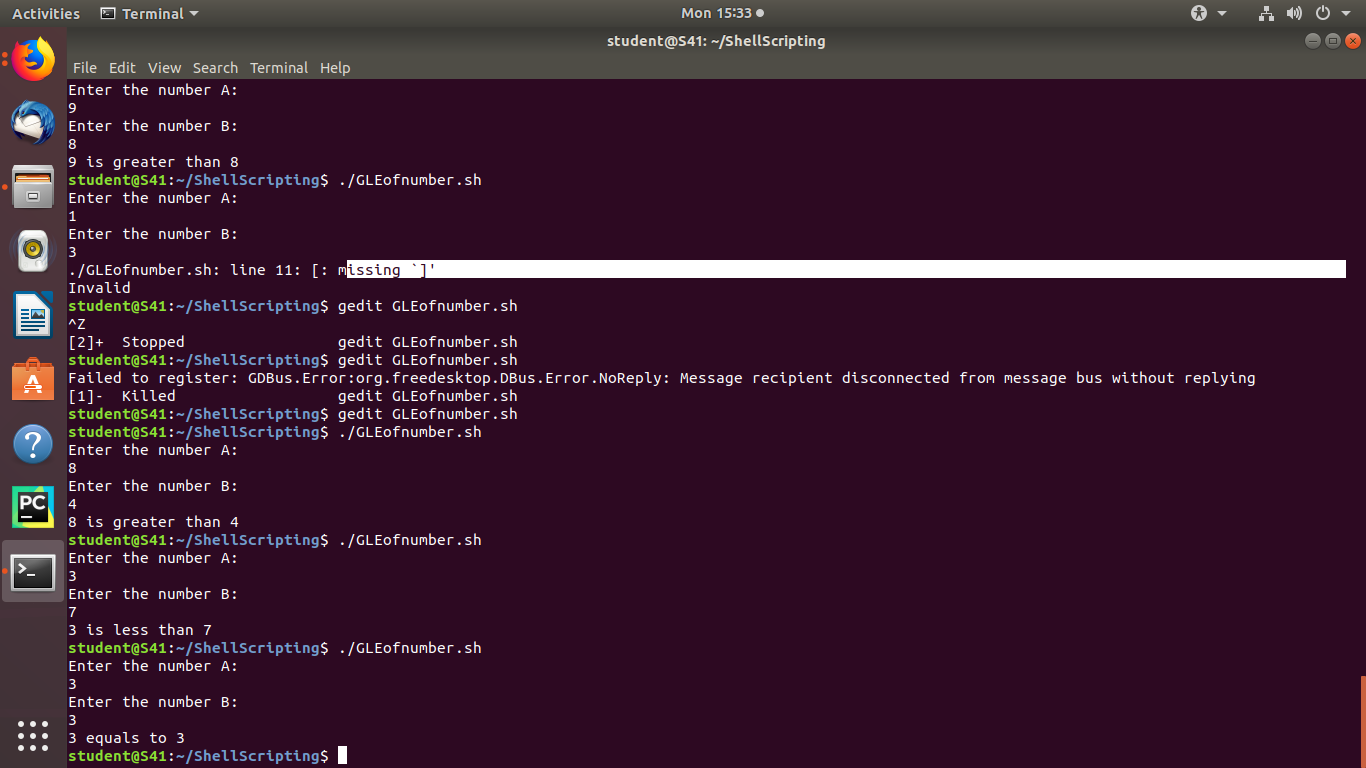 Activities Terminal Mon 15:33
student@S41: ~/ShellScripting
File Edit View Search Terminal Help
Enter the number A:
9
Enter the number B:
8
9 is greater than 8
student@S41:~/ShellScripting$ ./GLEofnumber.sh
Enter the number A:
1
Enter the number B:
3
./GLEofnumber.sh: line 11: [: missing `]'
Invalid
student@S41:~/ShellScripting$ gedit GLEofnumber.sh
^Z
[2]+  Stopped                 gedit GLEofnumber.sh
student@S41:~/ShellScripting$ gedit GLEofnumber.sh
Failed to register: GDBus.Error:org.freedesktop.DBus.Error.NoReply: Message recipient disconnected from message bus without replying
[1]-  Killed                  gedit GLEofnumber.sh
student@S41:~/ShellScripting$ gedit GLEofnumber.sh
student@S41:~/ShellScripting$ ./GLEofnumber.sh
Enter the number A:
8
Enter the number B:
4
8 is greater than 4
student@S41:~/ShellScripting$ ./GLEofnumber.sh
Enter the number A:
3
Enter the number B:
7
3 is less than 7
student@S41:~/ShellScripting$ ./GLEofnumber.sh
Enter the number A:
3
Enter the number B:
3
3 equals to 3
student@S41:~/ShellScripting$
A
?
PC
>_